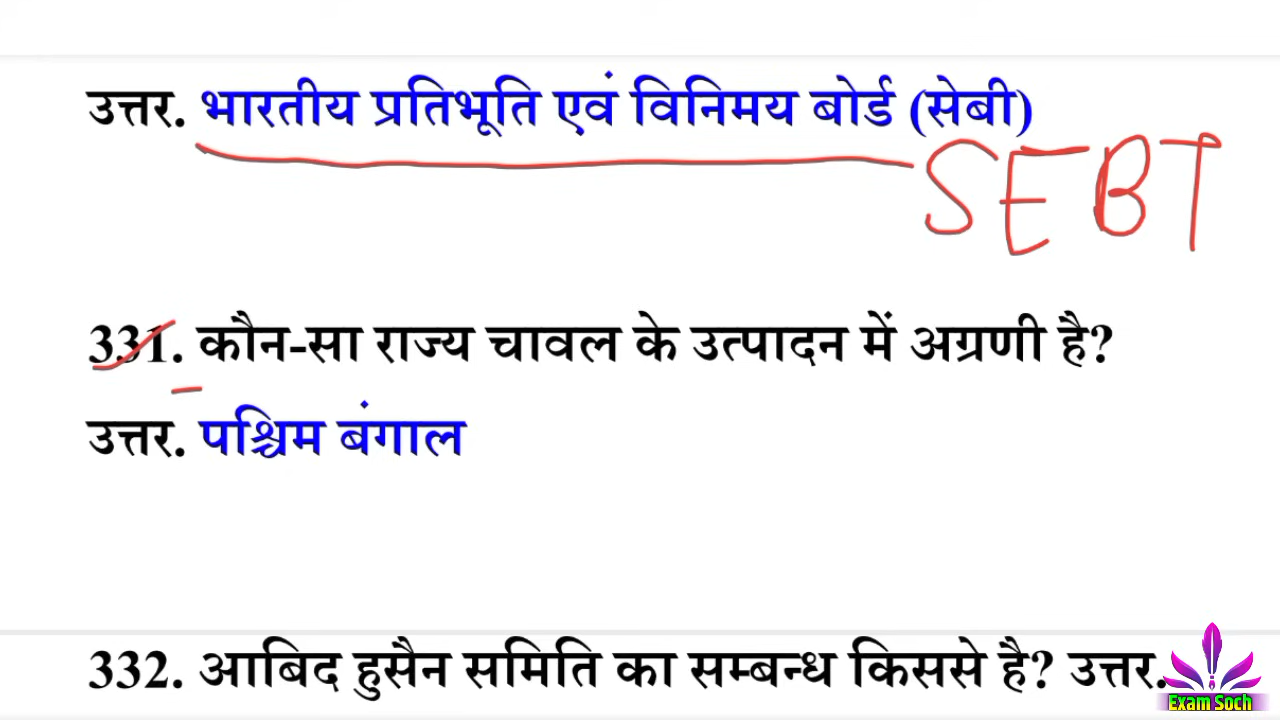 उत्तर. भारतीय प्रतिभूति एवं विनिमय बोर्ड (सेबी)
SEBI
331. कौन-सा राज्य चावल के उत्पादन में अग्रणी है?
उत्तर. पश्चिम बंगाल
332. आबिद हुसैन समिति का सम्बन्ध किससे है? उत्तर.
Exam Soch